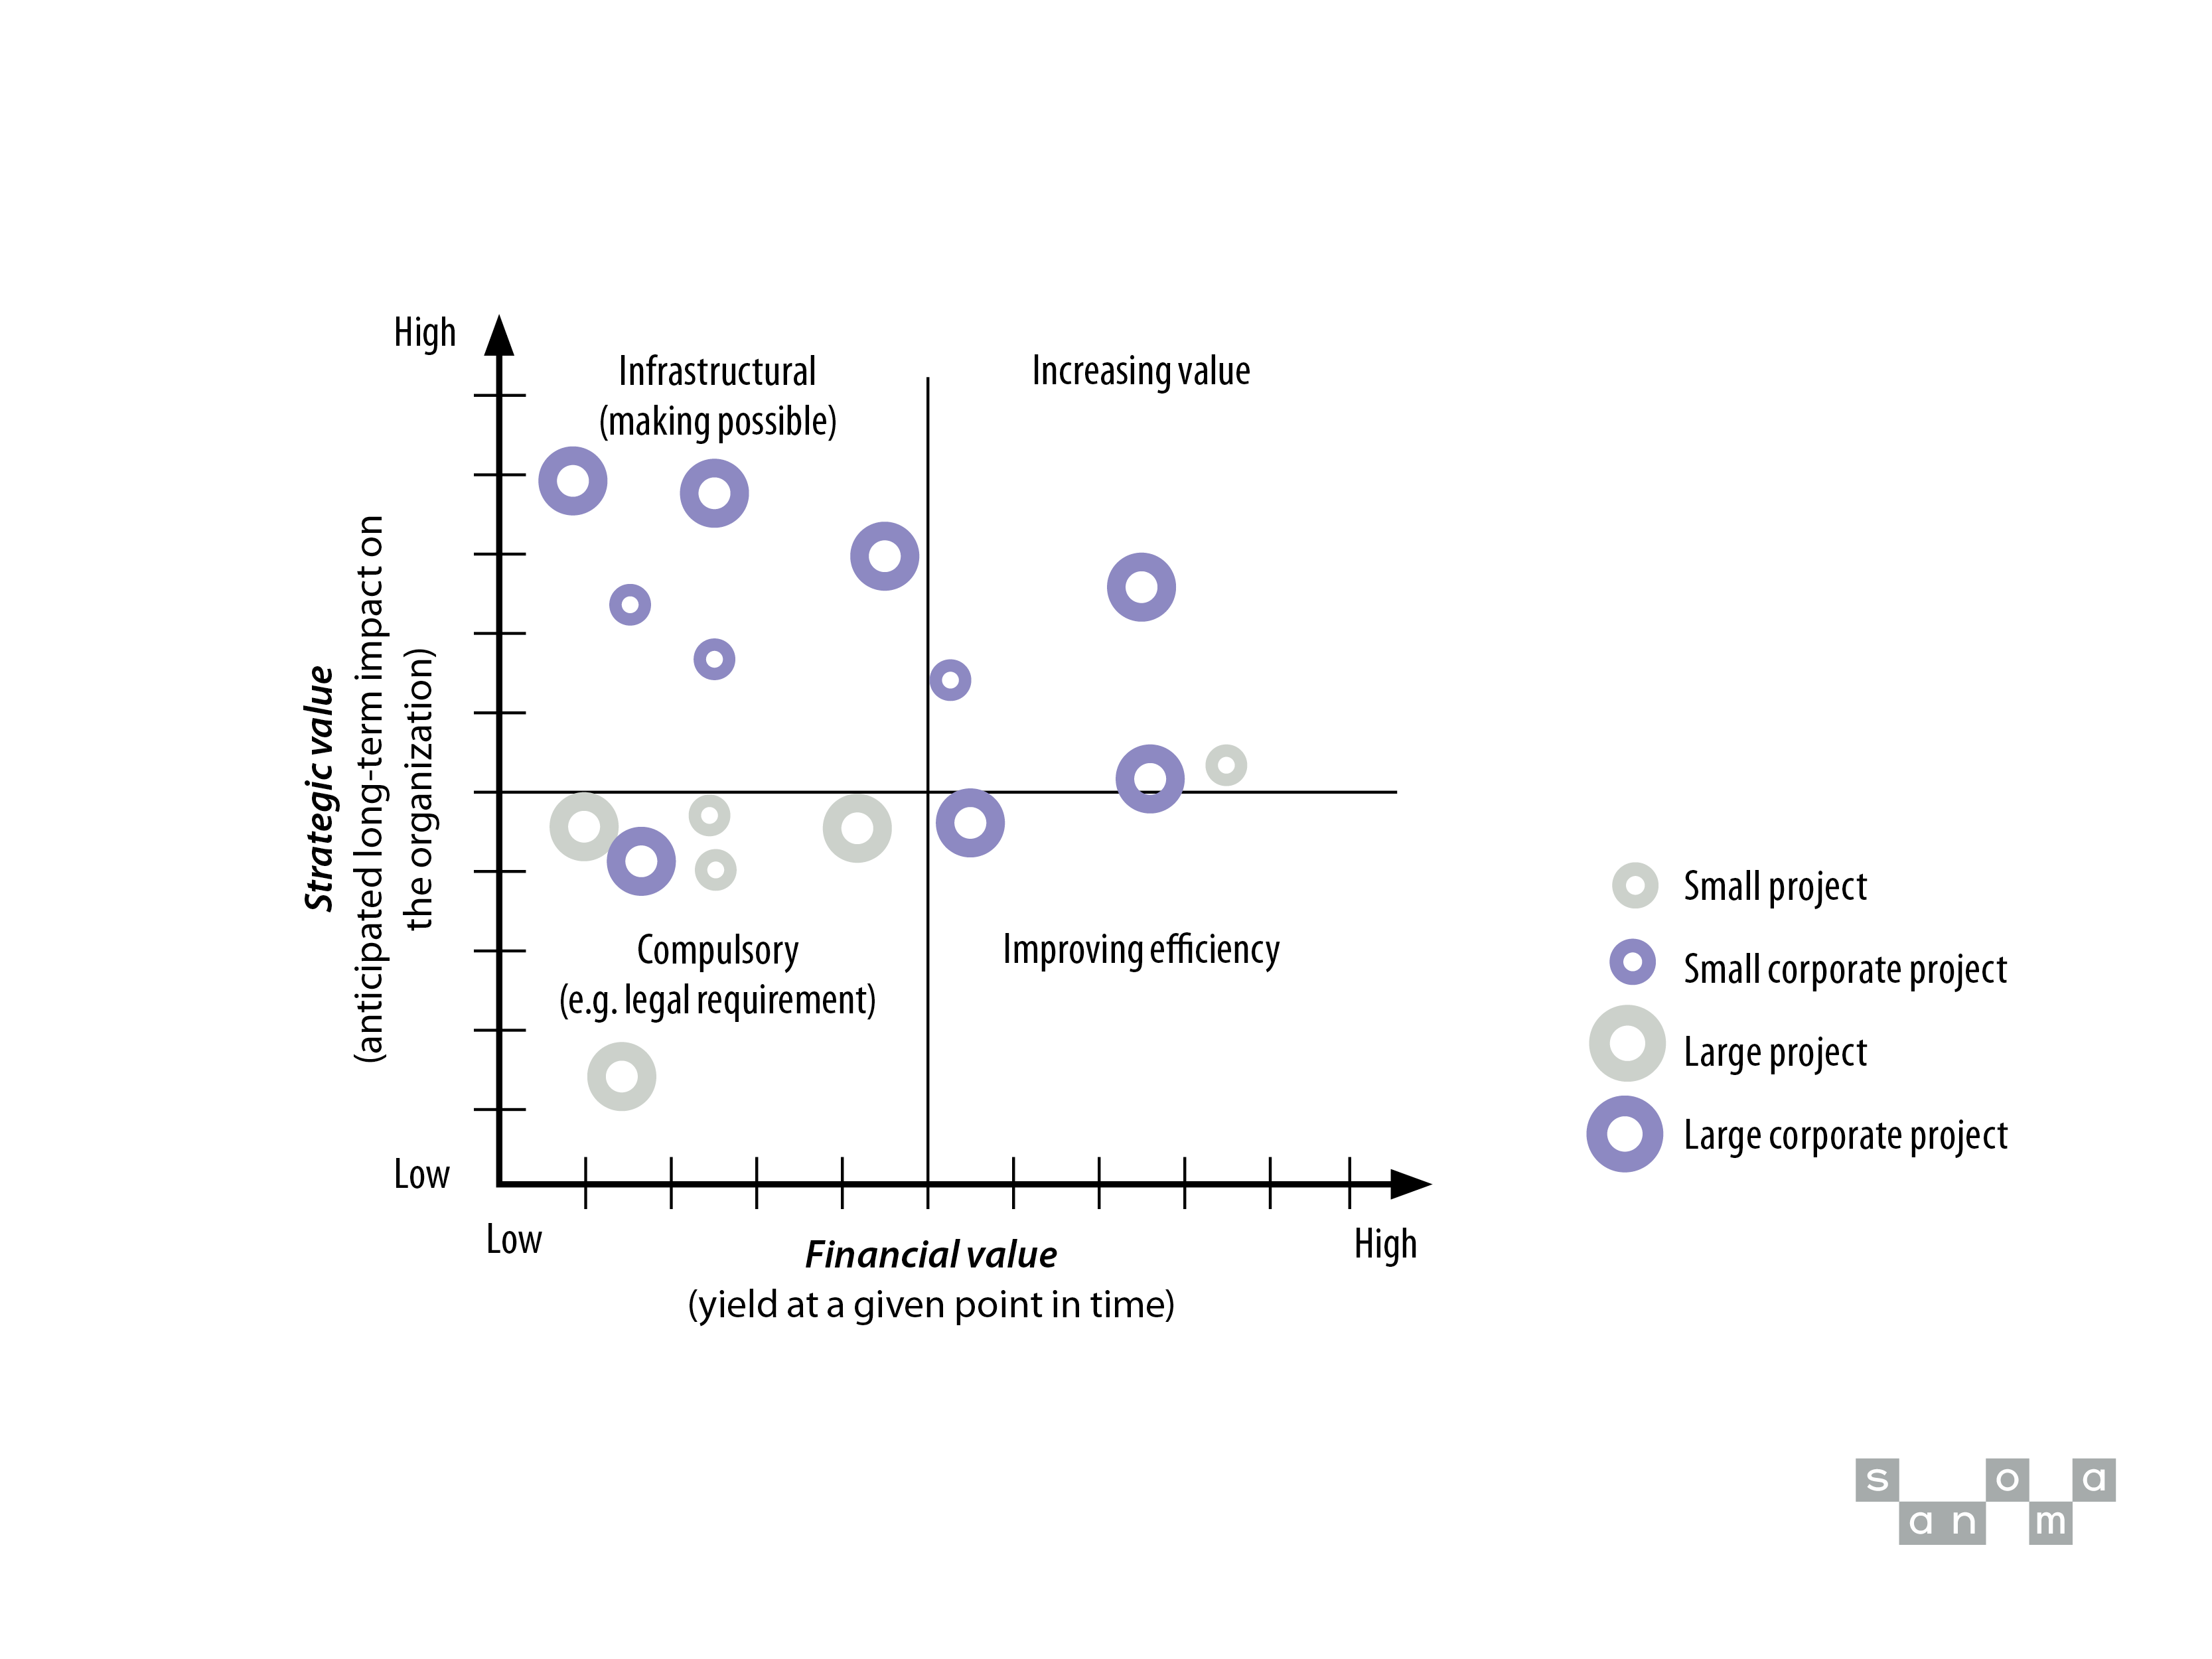 High
Infrastructural
(making possible)
Increasing value
Strategic value
(anticipated long-term impact on
the organization)
Compulsory
(e.g. legal requirement)
Improving efficiency
Low
Low
High
Financial value
(yield at a given point in time)
Small project
Small corporate project
Large project
Large corporate project
sanoma